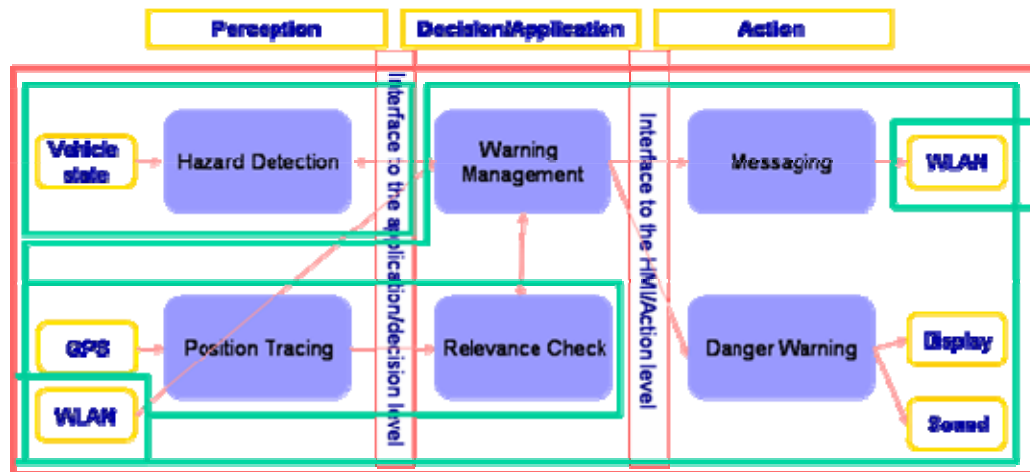 Perception
Decision/Application
Action
Interface to the application/decision level
Interface to the HMI/Action level
Vehicle
state
Hazard Detection
Warning
Management
Messaging
WLAN
GPS
Position Tracing
Relevance Check
Danger Warning
Display
WLAN
Sound